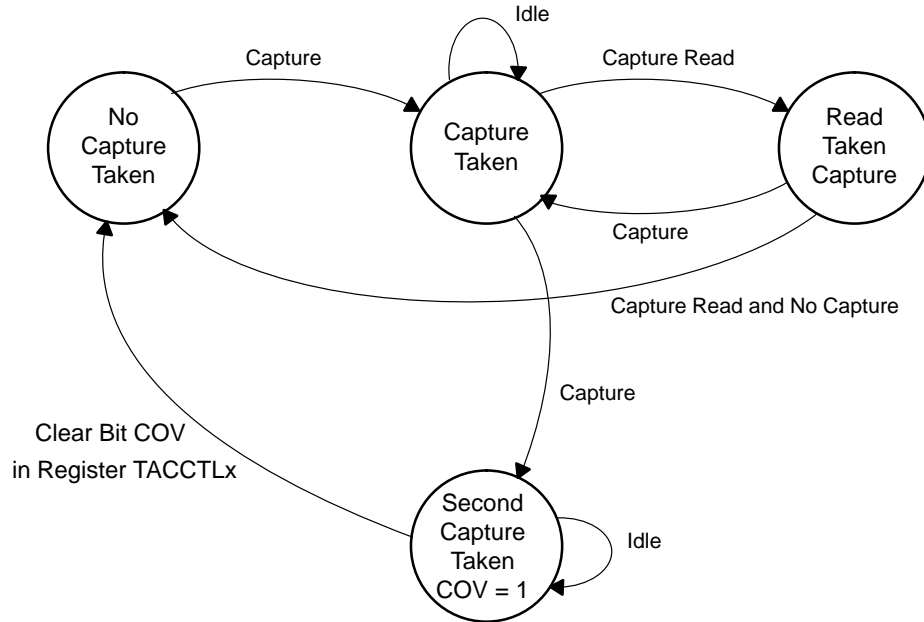 Idle
Capture
Capture Read
No
Capture
Taken
Capture
Taken
Read
Taken
Capture
Capture
Capture Read and No Capture
Capture
Clear Bit COV
in Register TACCTLx
Second
Capture
Taken
COV = 1
Idle